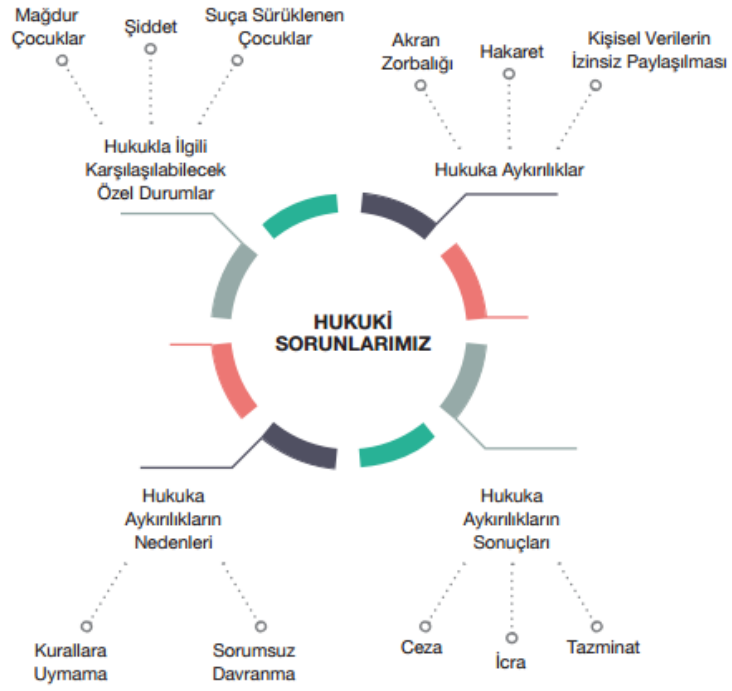 Mağdur
Çocuklar
Şiddet
Suça Sürüklenen
Çocuklar
Hukukla İlgili
Karşılaşılabilecek
Özel Durumlar
Akran
Zorbalığı
Hakaret
Kişisel Verilerin
İzinsiz Paylaşılması
Hukuka Aykırılıklar
HUKUKİ
SORUNLARIMIZ
Hukuka
Aykırılıkların
Nedenleri
Kurallara
Uymama
Sorumsuz
Davranma
Hukuka
Aykırılıkların
Sonuçları
Ceza
İcra
Tazminat